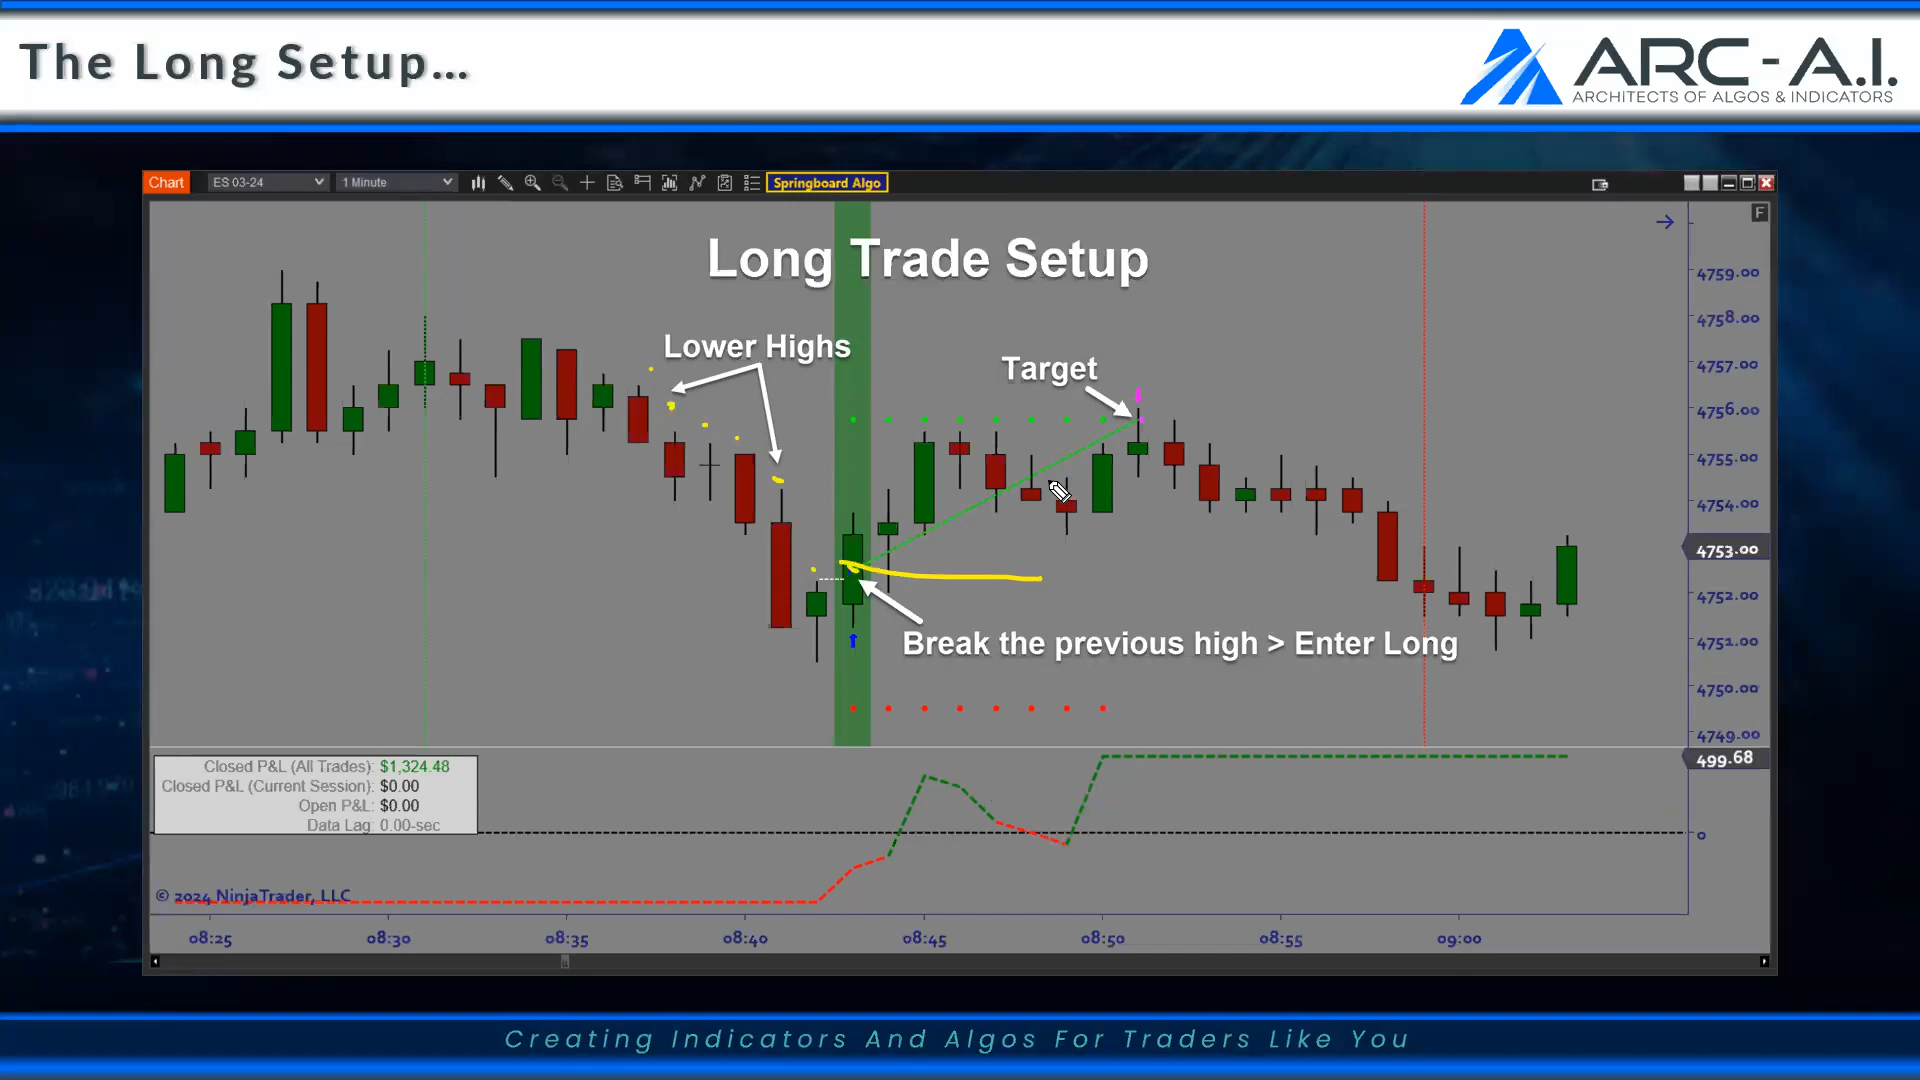 The Long Setup...
ARC-A.I.
ARCHITECTS OF ALGOS & INDICATORS
Chart
ES 03-24
1 Minute
Springboard Algo
F
Long Trade Setup
Lower Highs
Target
Break the previous high > Enter Long
4759.00
4758.00
4757.00
4756.00
4755.00
4754.00
4753.00
4752.00
4751.00
4750.00
4749.00
499.68
0
Closed P&L (All Trades): $1,324.48
Closed P&L (Current Session): $0.00
Open P&L: $0.00
Data Lag: 0.00-sec
© 2024 NinjaTrader, LLC
08:25 08:30 08:35 08:40 08:45 08:50 08:55 09:00
Creating Indicators And Algos For Traders Like You